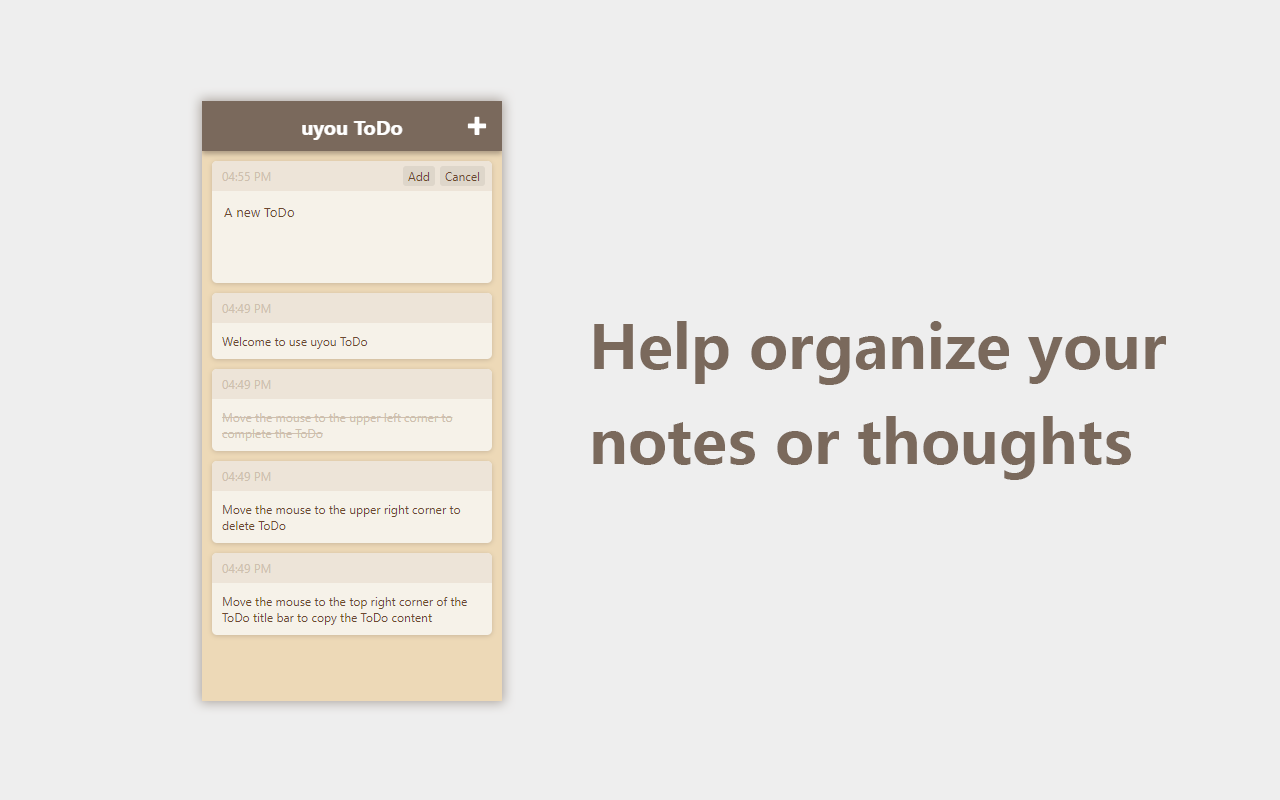 uyou ToDo
04:55 PM
Add
Cancel
A new ToDo
04:49 PM
Welcome to use uyou ToDo
04:49 PM
Move the mouse to the upper left corner to
complete the ToDo
04:49 PM
Move the mouse to the upper right corner to
delete ToDo
04:49 PM
Move the mouse to the top right corner of the
ToDo title bar to copy the ToDo content
Help organize your
notes or thoughts